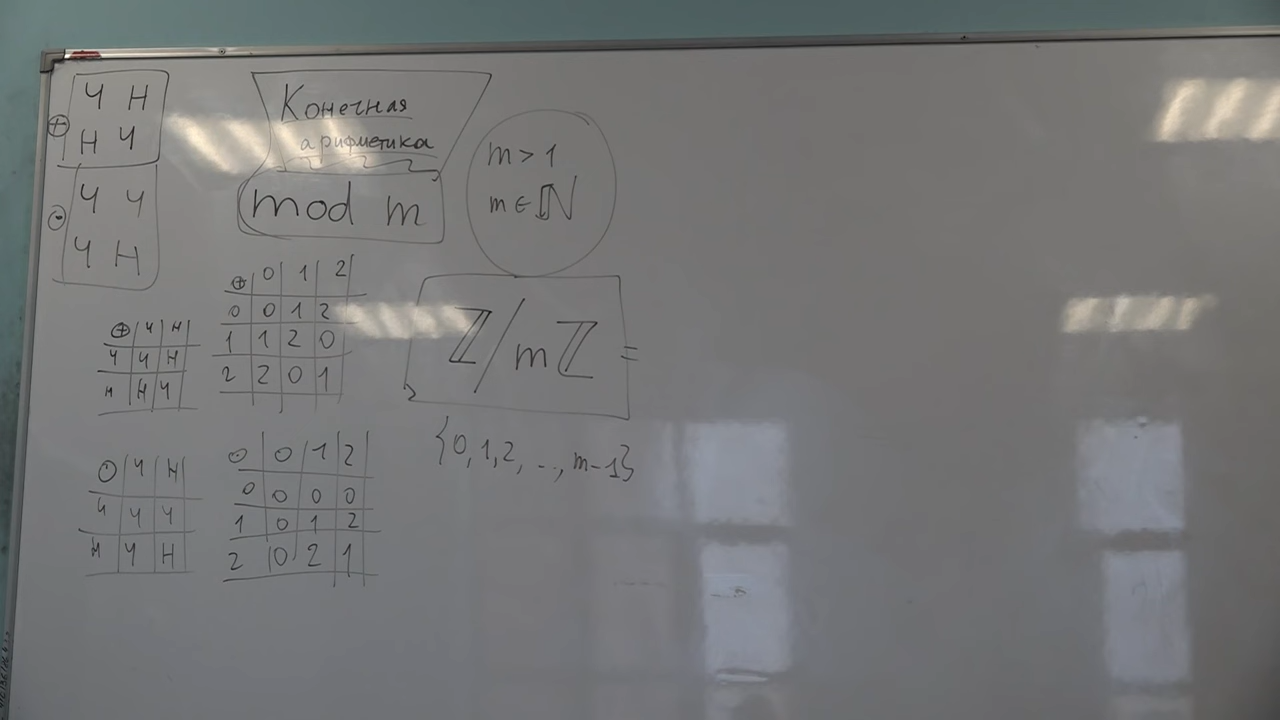 Ч Н
⊕ Н Ч
Ч Ч
⊙ Ч Н
Конечная
арифметика
mod m
m > 1
m ∈ ℕ
⊕ Ч Н
Ч Ч Н
Н Н Ч
⊕ 0 1 2
0 0 1 2
1 1 2 0
2 2 0 1
ℤ/mℤ =
{0, 1, 2, ..., m-1}
⊙ Ч Н
Ч Ч Ч
Н Ч Н
⊙ 0 1 2
0 0 0 0
1 0 1 2
2 0 2 1